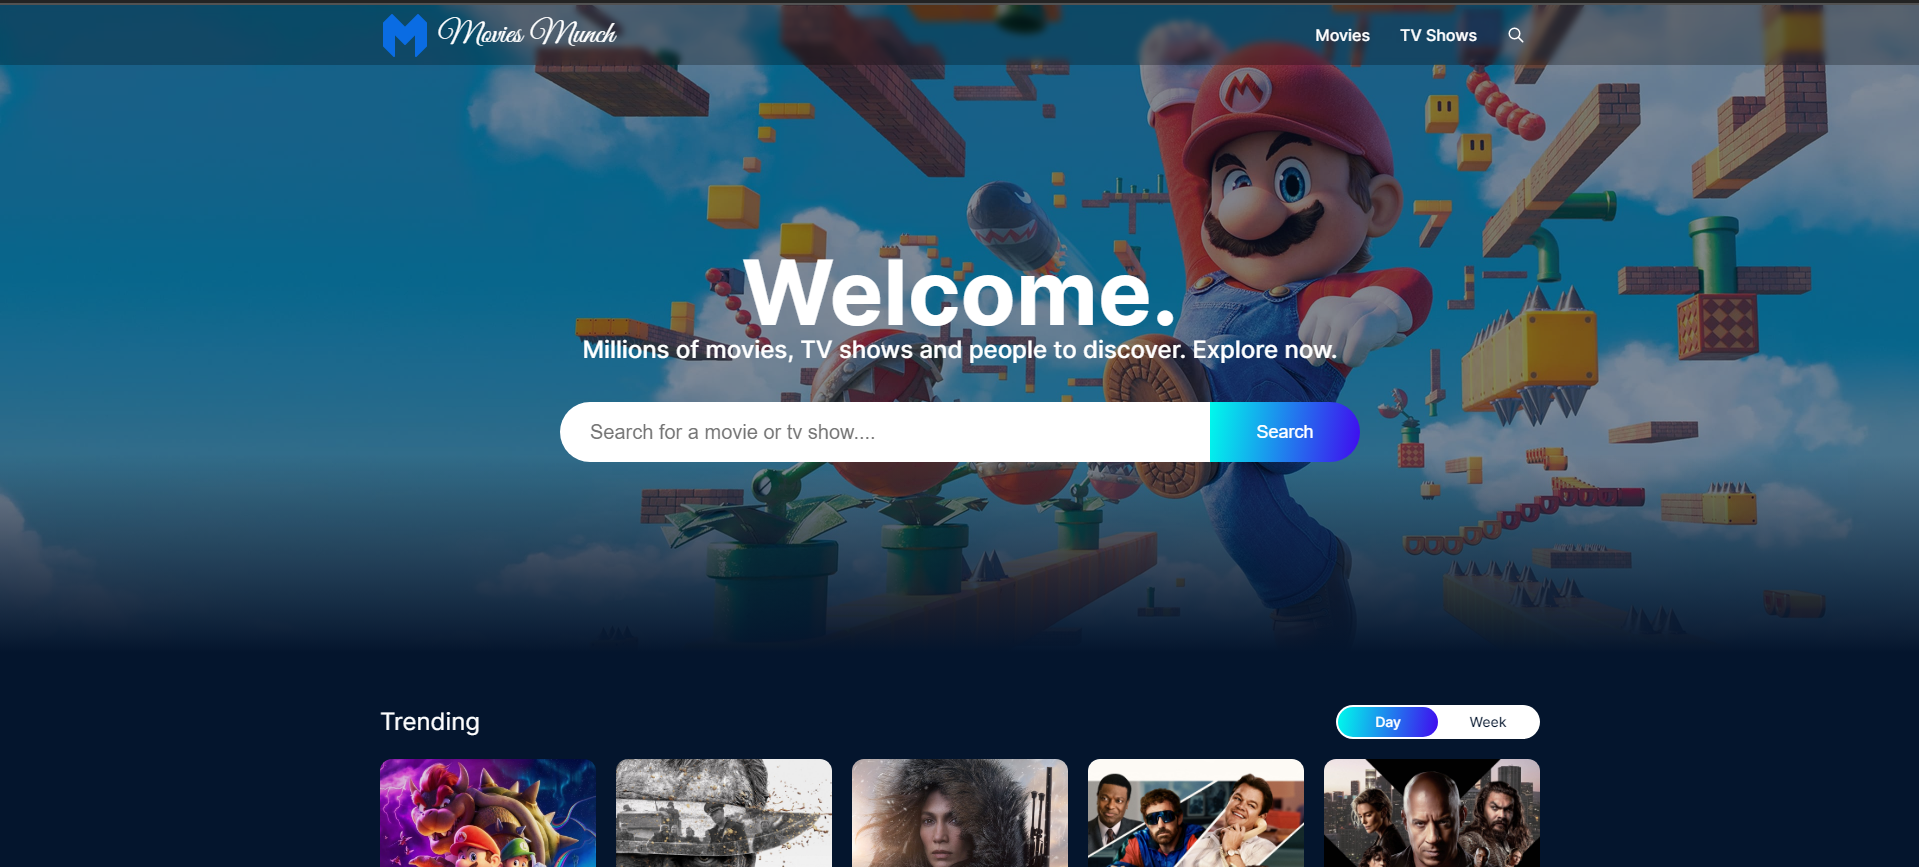 Movies Munch
Movies
TV Shows
Welcome.
Millions of movies, TV shows and people to discover. Explore now.
Search for a movie or tv show....
Search
Trending
Day
Week